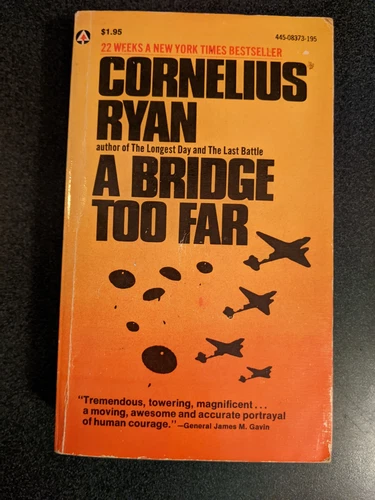 $1.95
445-08373-195
22 WEEKS A NEW YORK TIMES BESTSELLER
CORNELIUS
RYAN
author of The Longest Day and The Last Battle
A BRIDGE
TOO FAR
"Tremendous, towering, magnificent...
a moving, awesome and accurate portrayal
of human courage." —General James M. Gavin